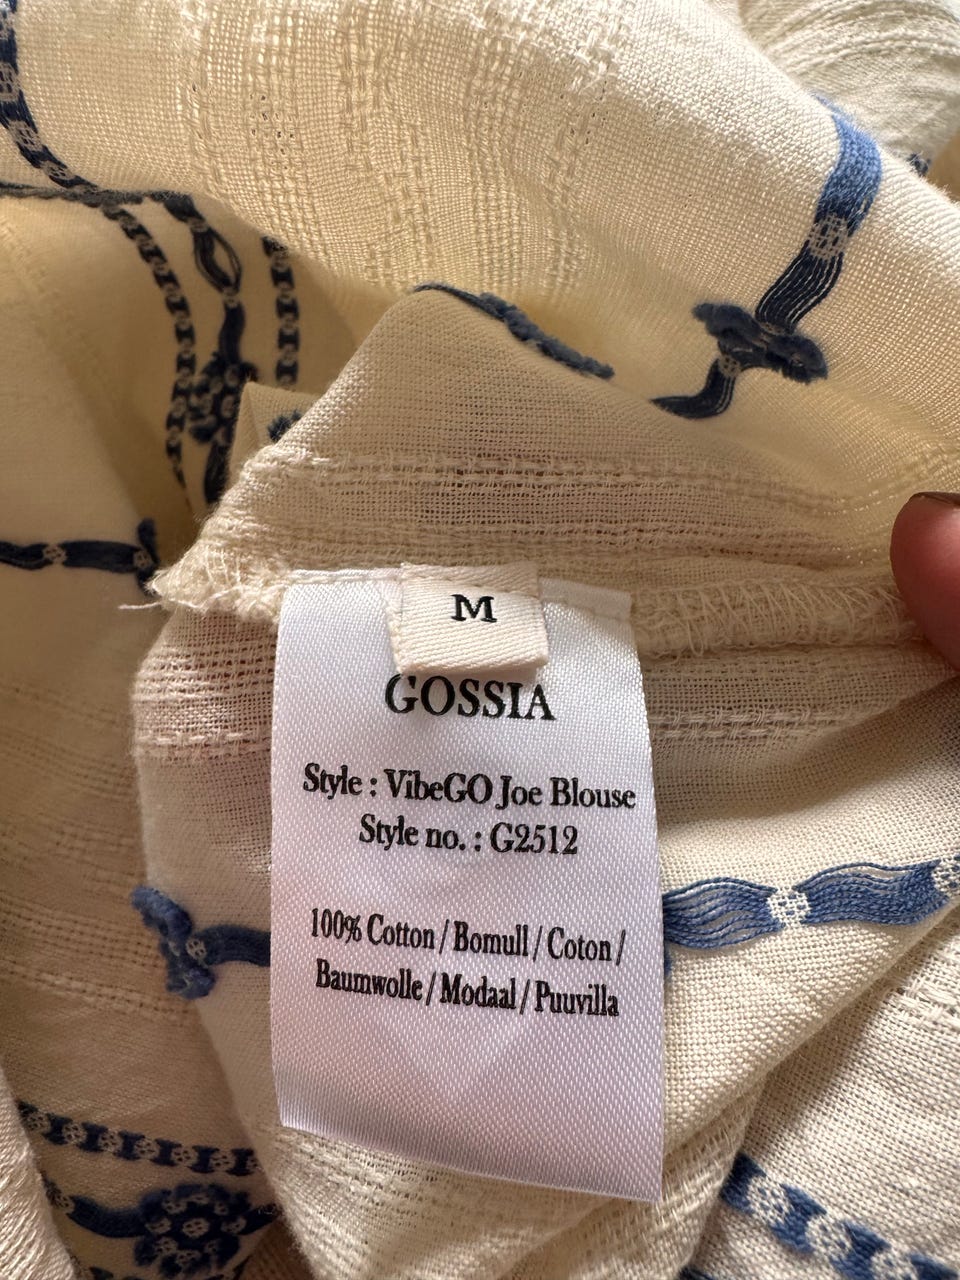 M
GOSSIA
Style : VibeGO Joe Blouse
Style no. : G2512
100% Cotton / Bomull / Coton /
Baumwolle / Modaal / Puuvilla